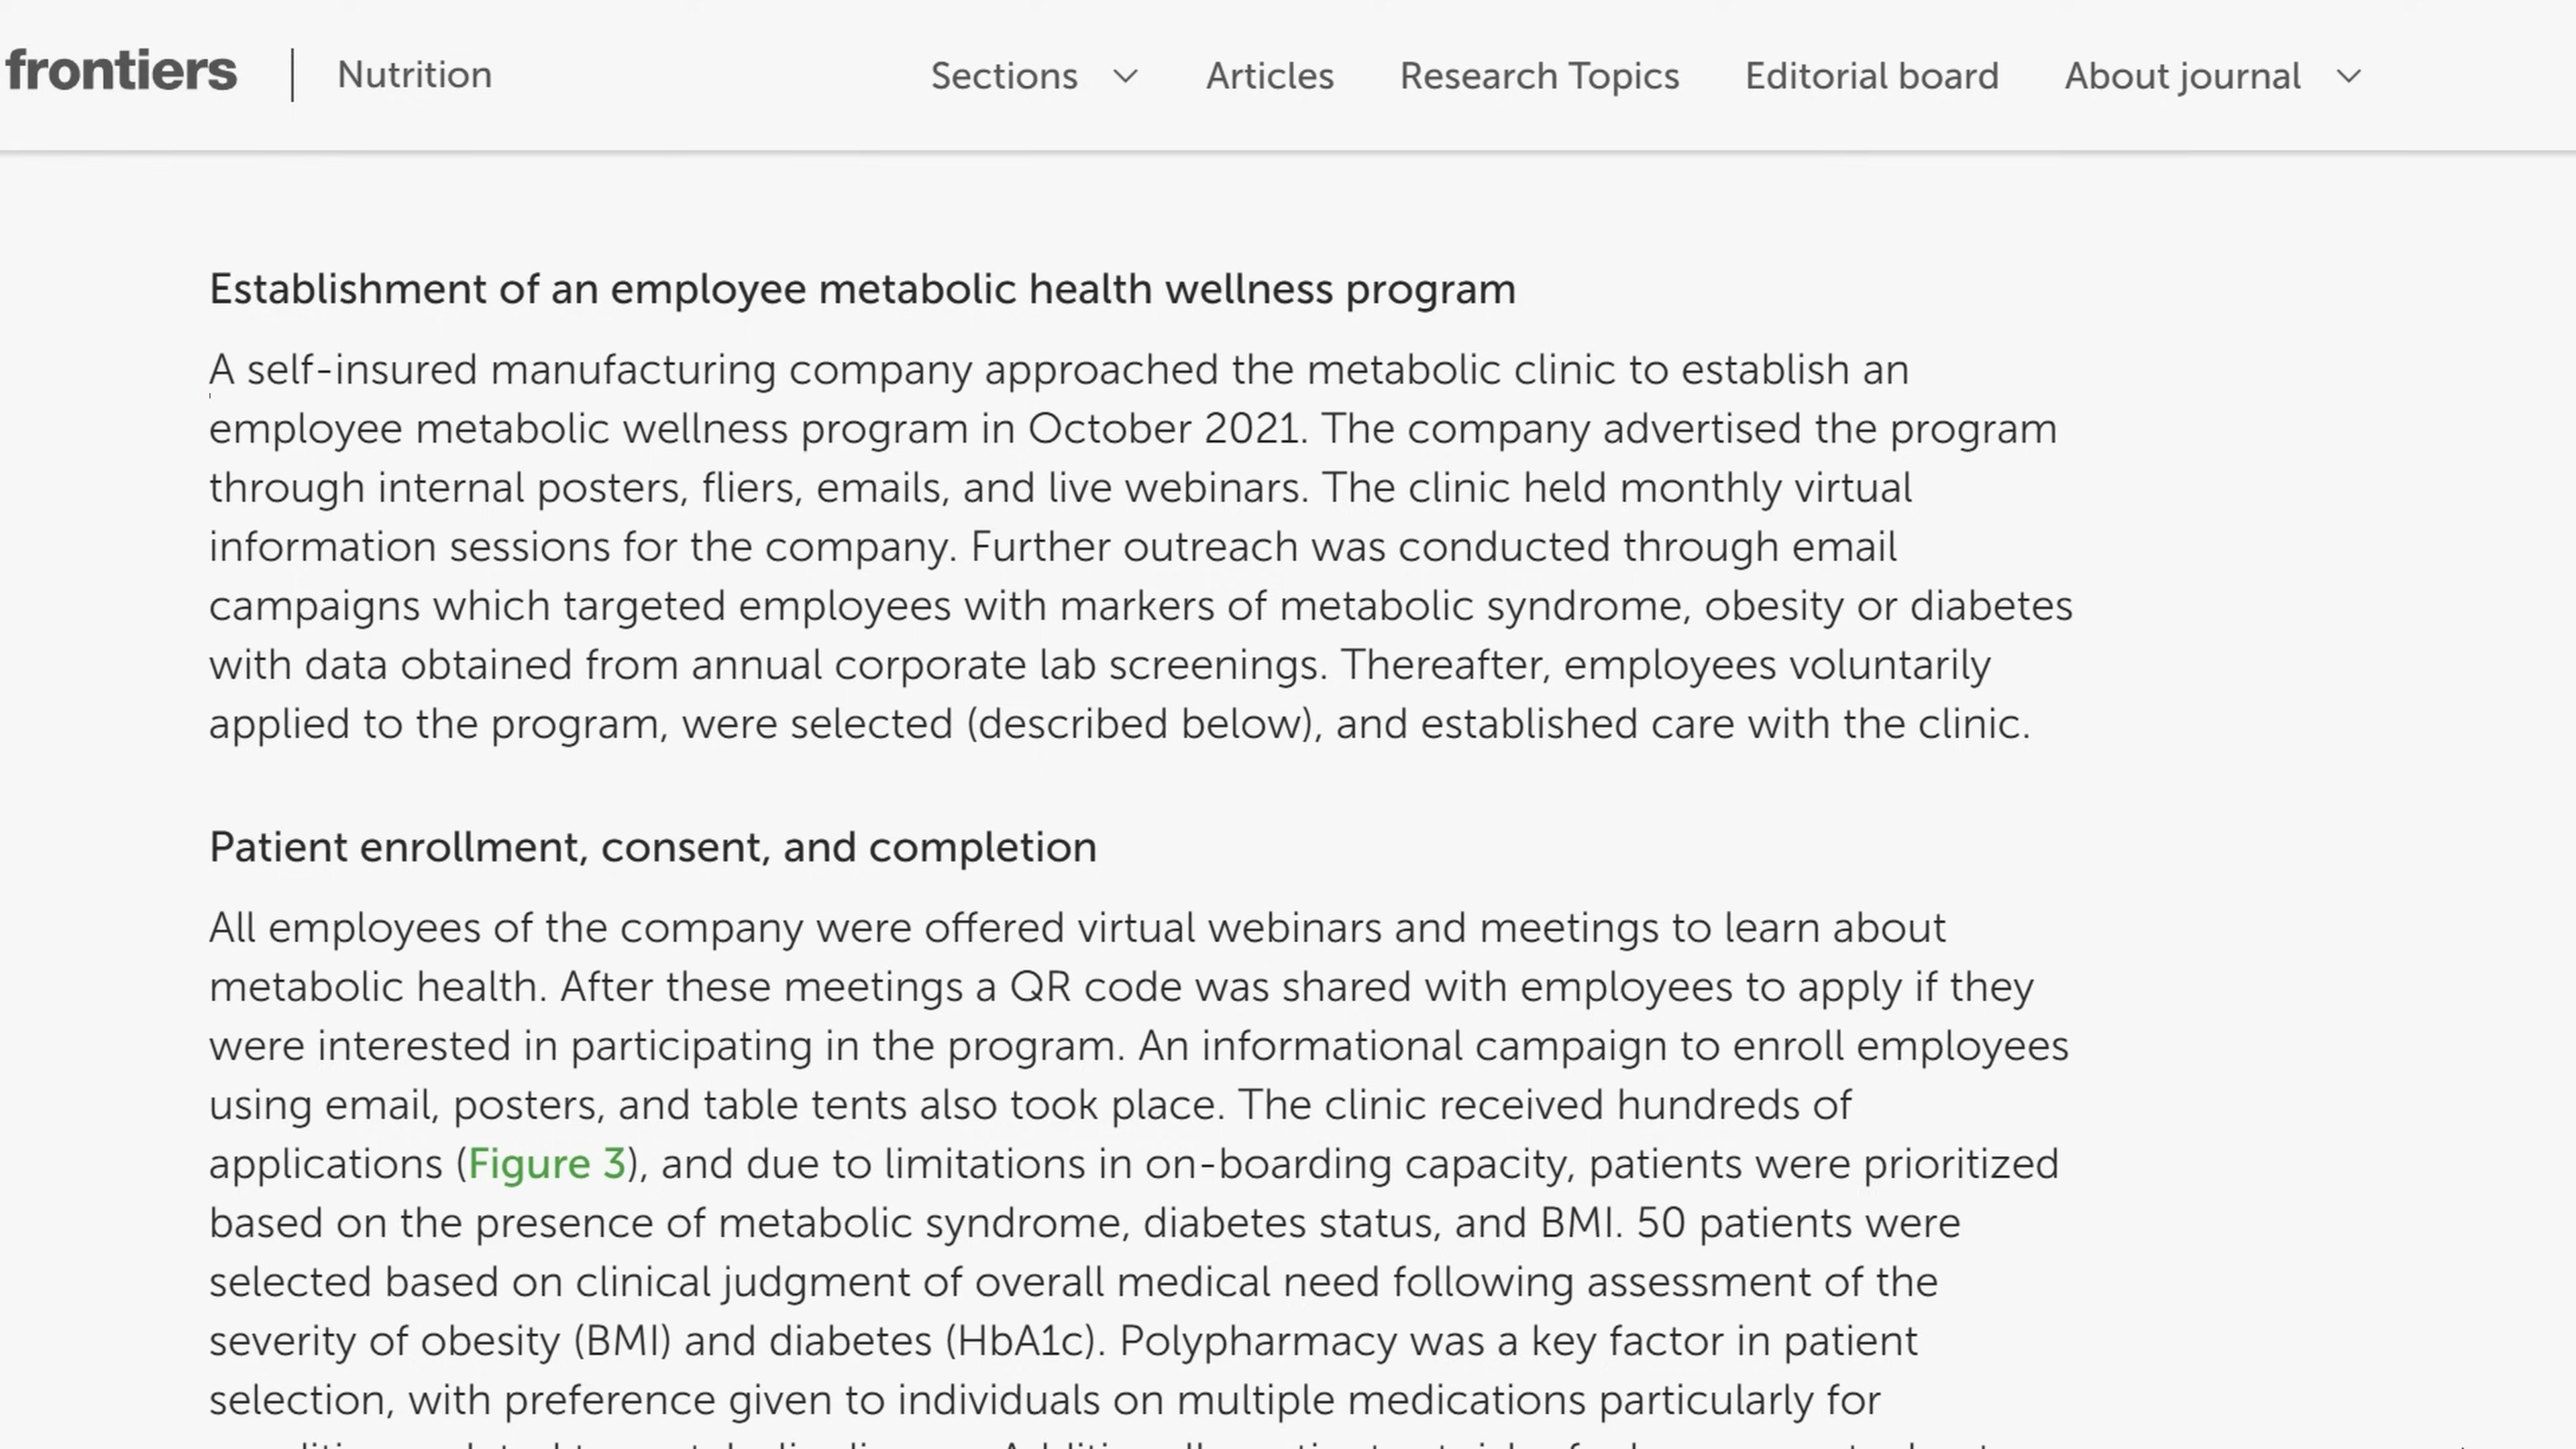 frontiers | Nutrition Sections Articles Research Topics Editorial board About journal
Establishment of an employee metabolic health wellness program
A self-insured manufacturing company approached the metabolic clinic to establish an
employee metabolic wellness program in October 2021. The company advertised the program
through internal posters, fliers, emails, and live webinars. The clinic held monthly virtual
information sessions for the company. Further outreach was conducted through email
campaigns which targeted employees with markers of metabolic syndrome, obesity or diabetes
with data obtained from annual corporate lab screenings. Thereafter, employees voluntarily
applied to the program, were selected (described below), and established care with the clinic.
Patient enrollment, consent, and completion
All employees of the company were offered virtual webinars and meetings to learn about
metabolic health. After these meetings a QR code was shared with employees to apply if they
were interested in participating in the program. An informational campaign to enroll employees
using email, posters, and table tents also took place. The clinic received hundreds of
applications (Figure 3), and due to limitations in on-boarding capacity, patients were prioritized
based on the presence of metabolic syndrome, diabetes status, and BMI. 50 patients were
selected based on clinical judgment of overall medical need following assessment of the
severity of obesity (BMI) and diabetes (HbA1c). Polypharmacy was a key factor in patient
selection, with preference given to individuals on multiple medications particularly for